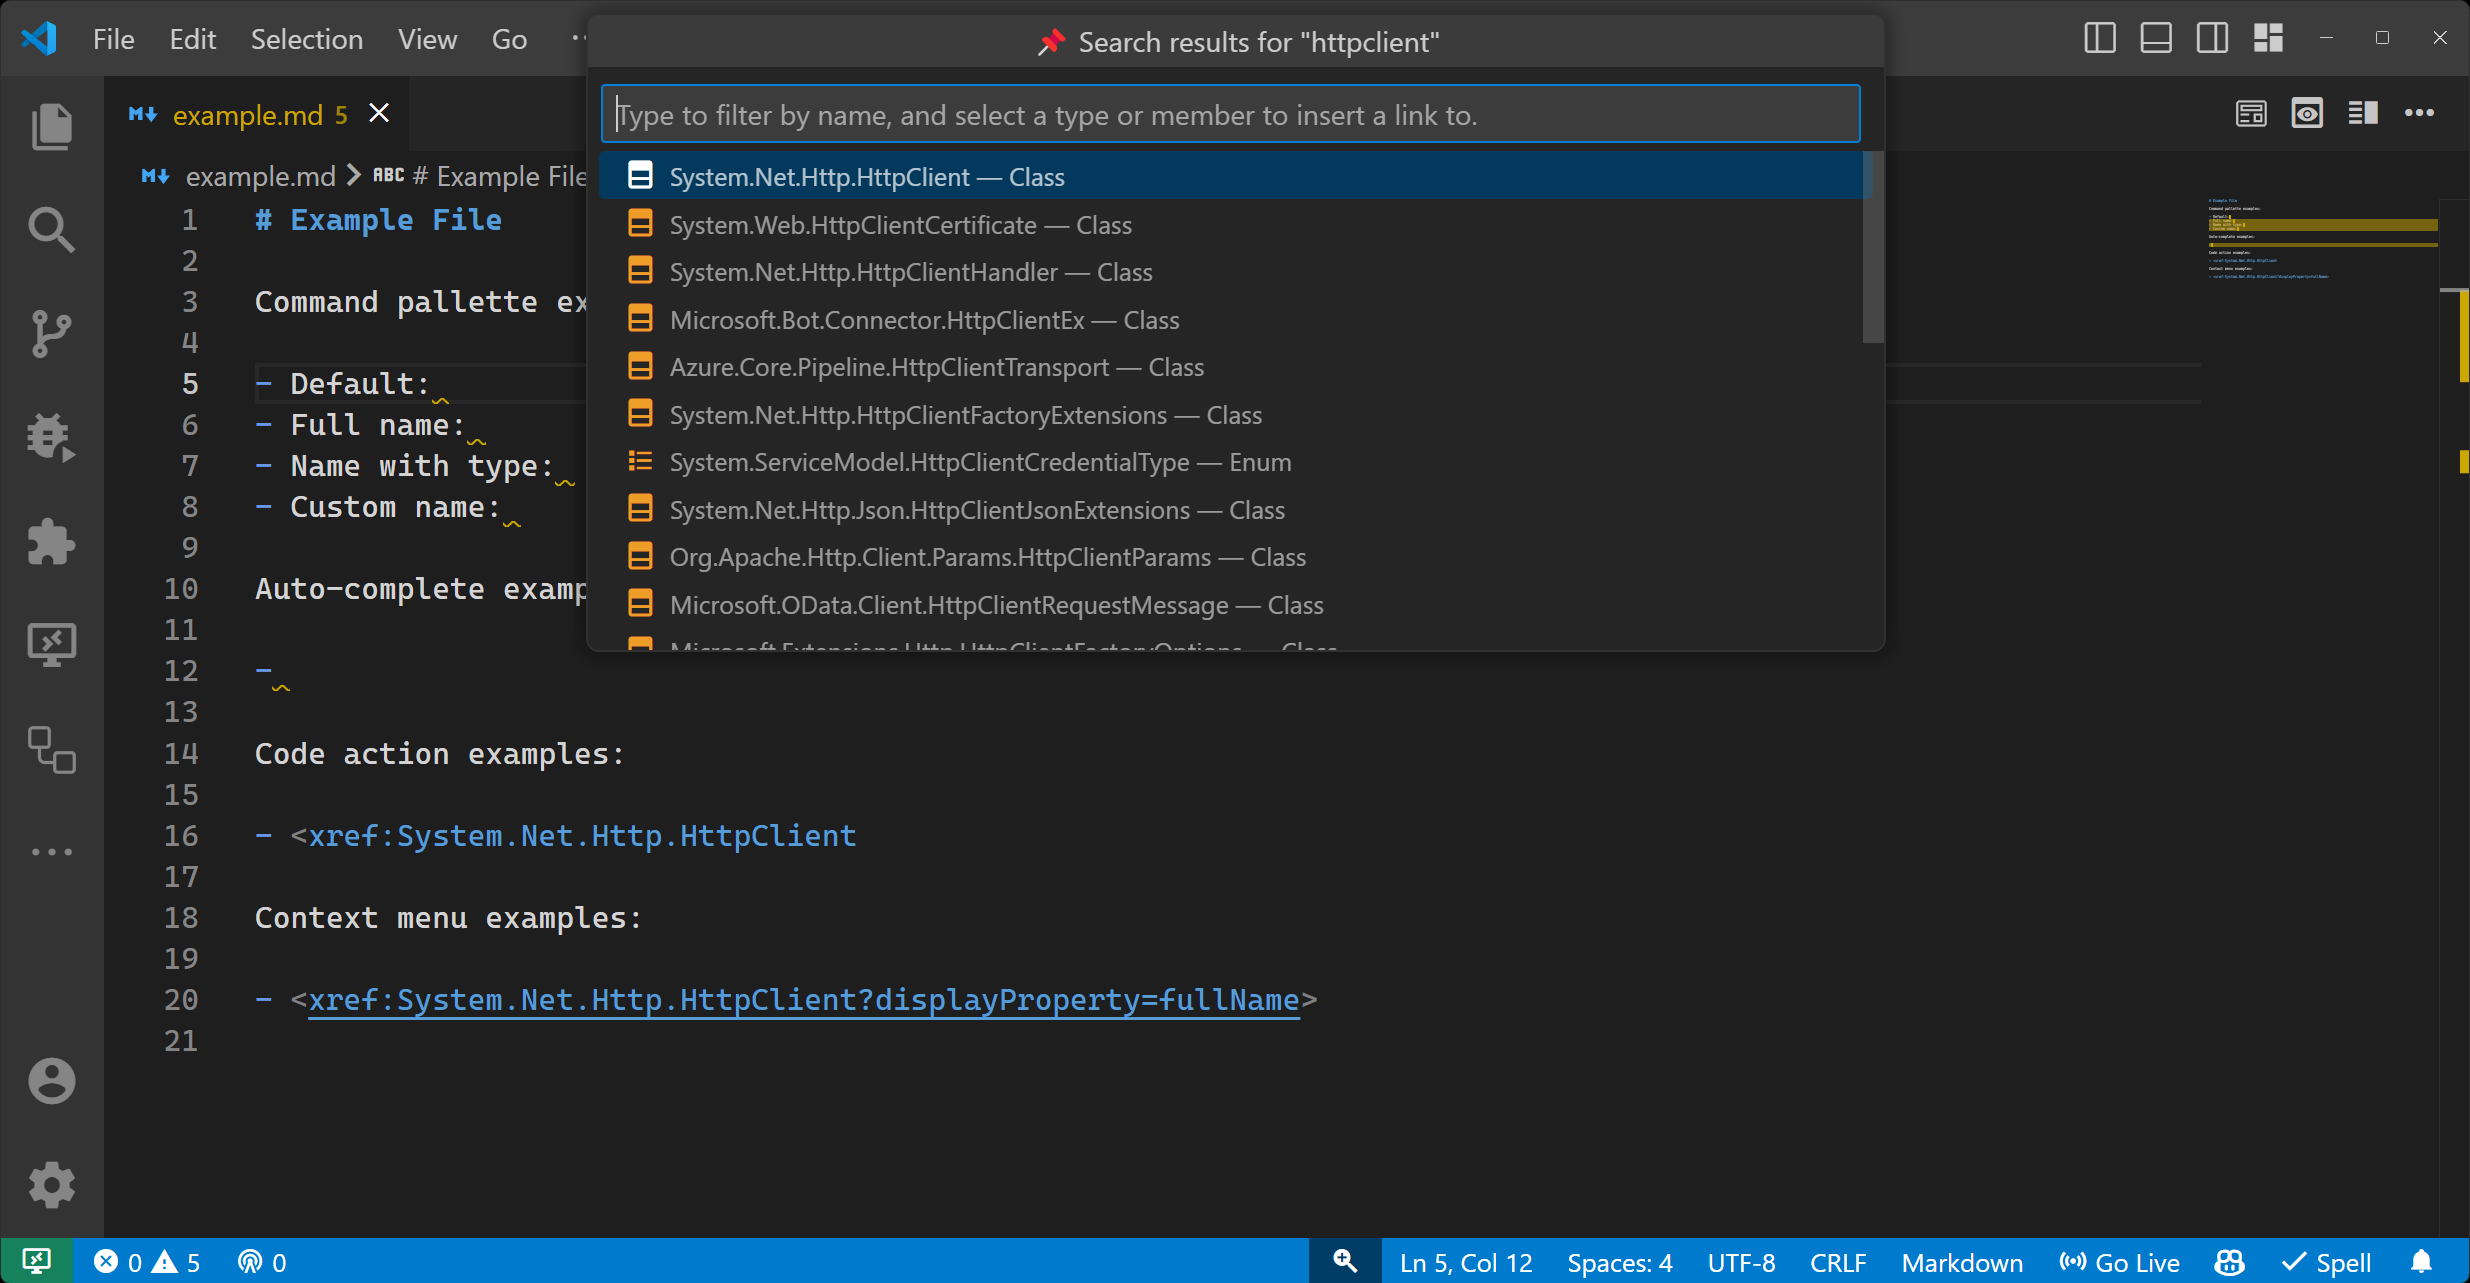 File Edit Selection View Go
Search results for "httpclient"
Type to filter by name, and select a type or member to insert a link to.
System.Net.Http.HttpClient — Class
System.Web.HttpClientCertificate — Class
System.Net.Http.HttpClientHandler — Class
Microsoft.Bot.Connector.HttpClientEx — Class
Azure.Core.Pipeline.HttpClientTransport — Class
System.Net.Http.HttpClientFactoryExtensions — Class
System.ServiceModel.HttpClientCredentialType — Enum
System.Net.Http.Json.HttpClientJsonExtensions — Class
Org.Apache.Http.Client.Params.HttpClientParams — Class
Microsoft.OData.Client.HttpClientRequestMessage — Class
Microsoft.Extensions.Http.HttpClientFactoryOptions — Class
example.md 5
example.md > ABC # Example File
1 # Example File
2
3 Command pallette ex
4
5 - Default:
6 - Full name:
7 - Name with type:
8 - Custom name:
9
10 Auto-complete examp
11
12 -
13
14 Code action examples:
15
16 - <xref:System.Net.Http.HttpClient
17
18 Context menu examples:
19
20 - <xref:System.Net.Http.HttpClient?displayProperty=fullName>
21
0 5 0 Ln 5, Col 12 Spaces: 4 UTF-8 CRLF Markdown Go Live Spell